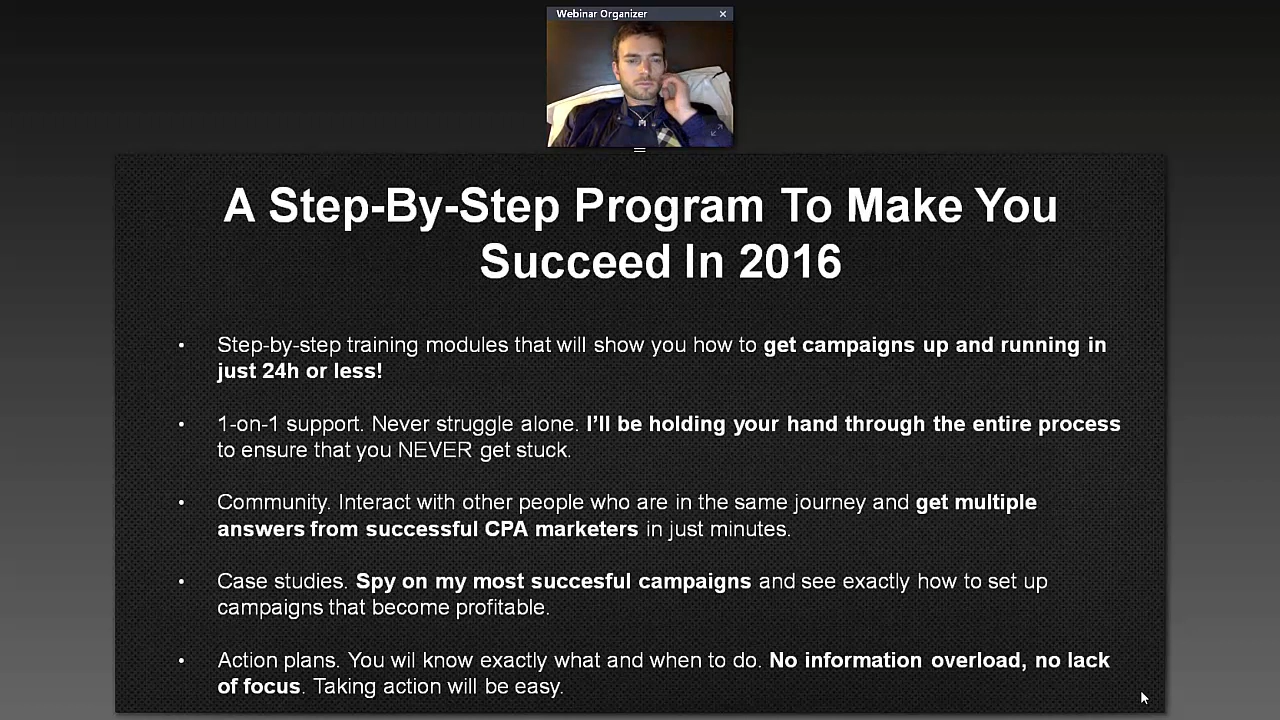 Webinar Organizer
A Step-By-Step Program To Make You
Succeed In 2016
• Step-by-step training modules that will show you how to get campaigns up and running in
just 24h or less!
• 1-on-1 support. Never struggle alone. I’ll be holding your hand through the entire process
to ensure that you NEVER get stuck.
• Community. Interact with other people who are in the same journey and get multiple
answers from successful CPA marketers in just minutes.
• Case studies. Spy on my most succesful campaigns and see exactly how to set up
campaigns that become profitable.
• Action plans. You wil know exactly what and when to do. No information overload, no lack
of focus. Taking action will be easy.